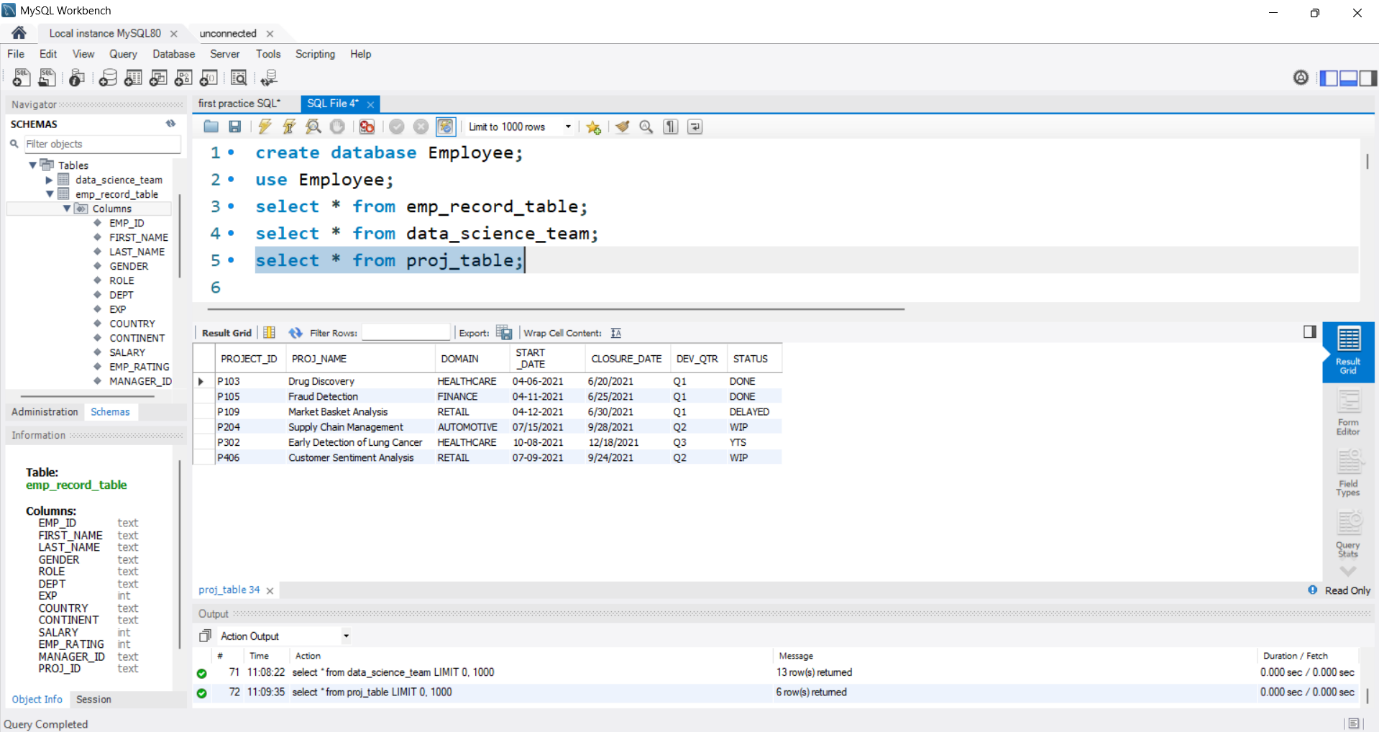 MySQL Workbench
Local instance MySQL80 unconnected
File Edit View Query Database Server Tools Scripting Help
Navigator
SCHEMAS
Filter objects
Tables
data_science_team
emp_record_table
Columns
EMP_ID
FIRST_NAME
LAST_NAME
GENDER
ROLE
DEPT
EXP
COUNTRY
CONTINENT
SALARY
EMP_RATING
MANAGER_ID
Administration Schemas
Information
Table:
emp_record_table
Columns:
EMP_ID text
FIRST_NAME text
LAST_NAME text
GENDER text
ROLE text
DEPT text
EXP int
COUNTRY text
CONTINENT text
SALARY int
EMP_RATING int
MANAGER_ID text
PROJ_ID text
Object Info Session
Query Completed
first practice SQL* SQL File 4*
Limit to 1000 rows
1 create database Employee;
2 use Employee;
3 select * from emp_record_table;
4 select * from data_science_team;
5 select * from proj_table;
6
Result Grid Filter Rows: Export: Wrap Cell Content:
PROJECT_ID PROJ_NAME DOMAIN START _DATE CLOSURE_DATE DEV_QTR STATUS
P103 Drug Discovery HEALTHCARE 04-06-2021 6/20/2021 Q1 DONE
P105 Fraud Detection FINANCE 04-11-2021 6/25/2021 Q1 DONE
P109 Market Basket Analysis RETAIL 04-12-2021 6/30/2021 Q1 DELAYED
P204 Supply Chain Management AUTOMOTIVE 07/15/2021 9/28/2021 Q2 WIP
P302 Early Detection of Lung Cancer HEALTHCARE 10-08-2021 12/18/2021 Q3 YTS
P406 Customer Sentiment Analysis RETAIL 07-09-2021 9/24/2021 Q2 WIP
Result
Grid
Form
Editor
Field
Types
Query
Stats
proj_table 34 Read Only
Output
Action Output
# Time Action Message Duration / Fetch
71 11:08:22 select * from data_science_team LIMIT 0, 1000 13 row(s) returned 0.000 sec / 0.000 sec
72 11:09:35 select * from proj_table LIMIT 0, 1000 6 row(s) returned 0.000 sec / 0.000 sec